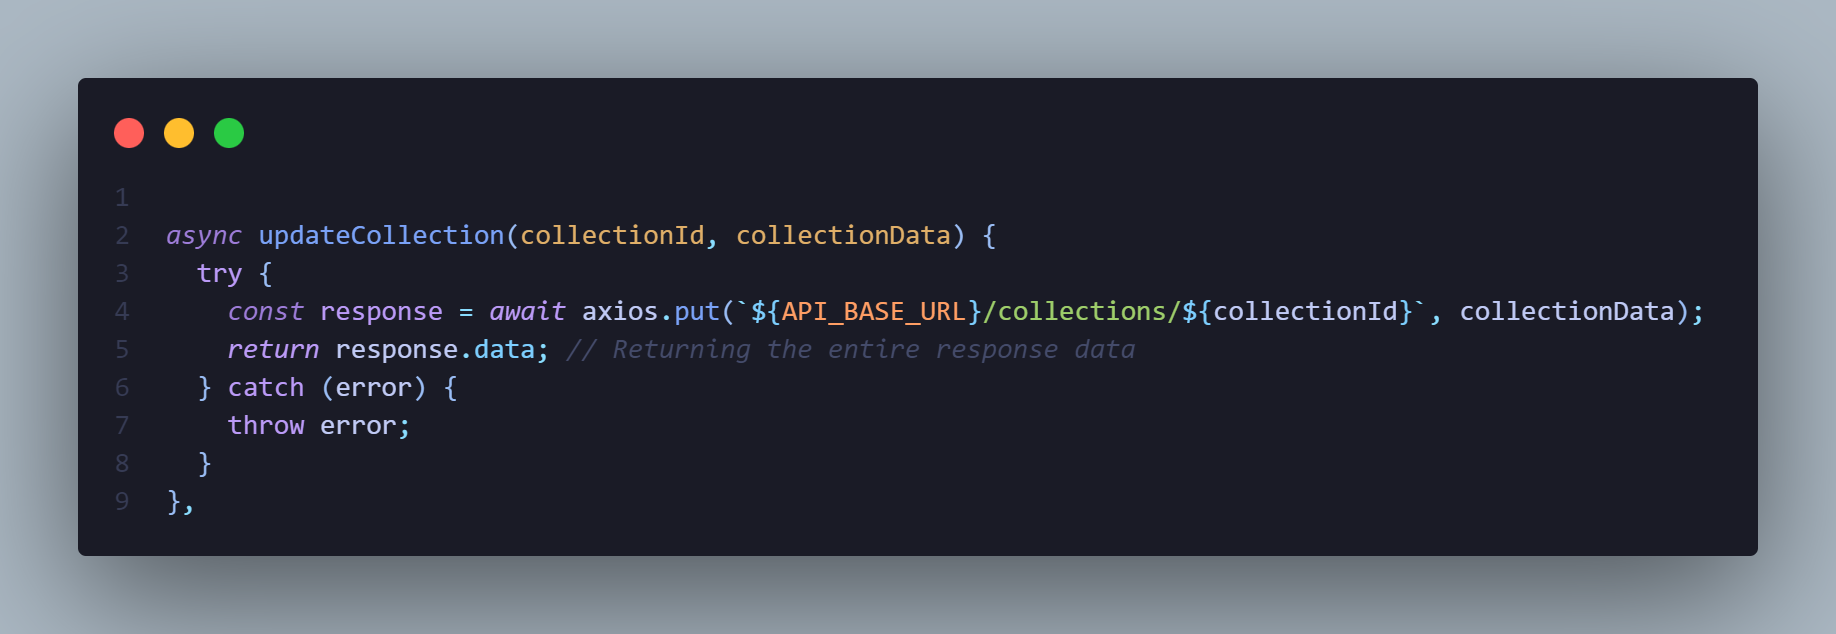 1
2 async updateCollection(collectionId, collectionData) {
3   try {
4     const response = await axios.put(`${API_BASE_URL}/collections/${collectionId}`, collectionData);
5     return response.data; // Returning the entire response data
6   } catch (error) {
7     throw error;
8   }
9 },